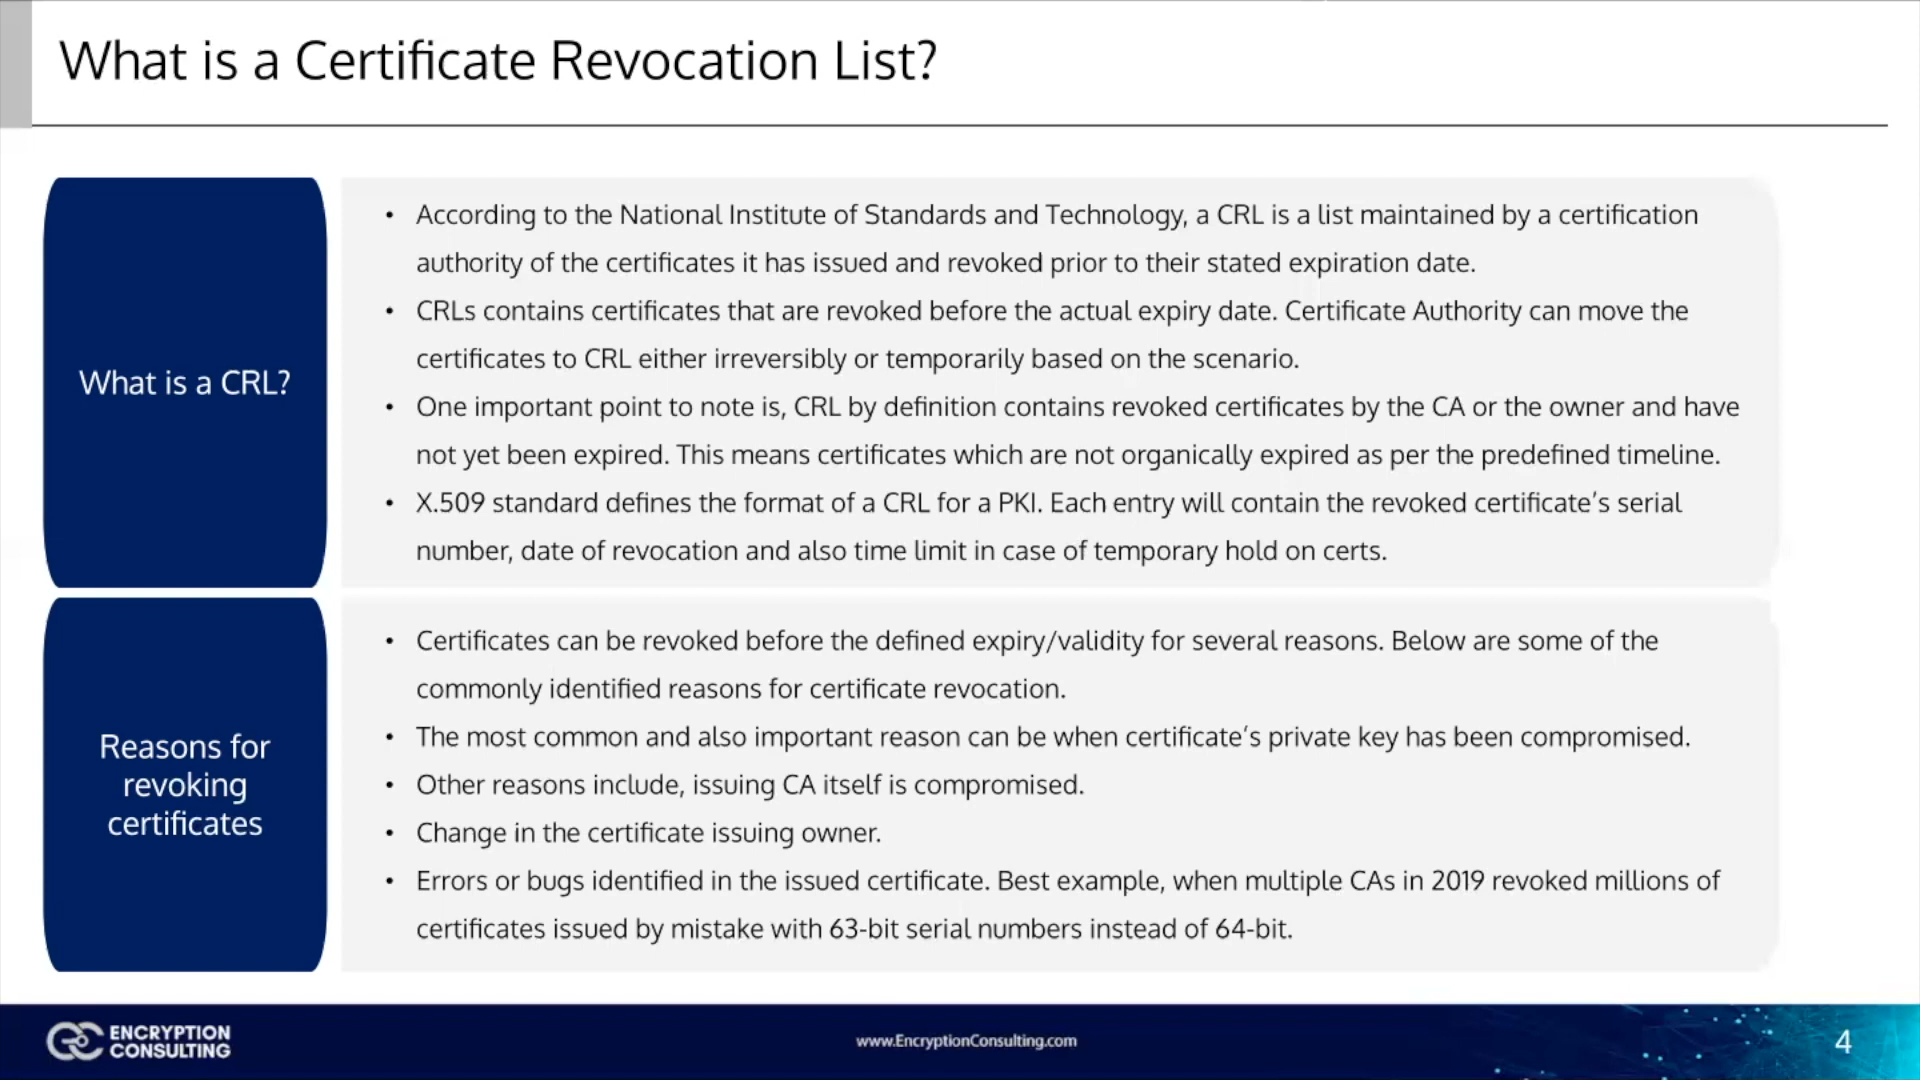 What is a Certificate Revocation List?
What is a CRL?
• According to the National Institute of Standards and Technology, a CRL is a list maintained by a certification
authority of the certificates it has issued and revoked prior to their stated expiration date.
• CRLs contains certificates that are revoked before the actual expiry date. Certificate Authority can move the
certificates to CRL either irreversibly or temporarily based on the scenario.
• One important point to note is, CRL by definition contains revoked certificates by the CA or the owner and have
not yet been expired. This means certificates which are not organically expired as per the predefined timeline.
• X.509 standard defines the format of a CRL for a PKI. Each entry will contain the revoked certificate's serial
number, date of revocation and also time limit in case of temporary hold on certs.
Reasons for
revoking
certificates
• Certificates can be revoked before the defined expiry/validity for several reasons. Below are some of the
commonly identified reasons for certificate revocation.
• The most common and also important reason can be when certificate's private key has been compromised.
• Other reasons include, issuing CA itself is compromised.
• Change in the certificate issuing owner.
• Errors or bugs identified in the issued certificate. Best example, when multiple CAs in 2019 revoked millions of
certificates issued by mistake with 63-bit serial numbers instead of 64-bit.
ENCRYPTION
CONSULTING
www.EncryptionConsulting.com
4